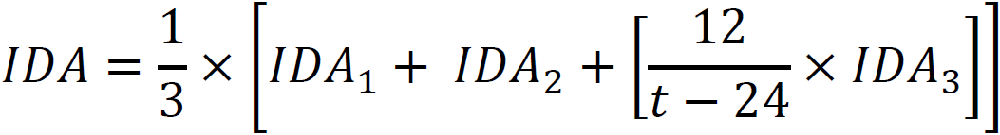 IDA = 1/3 × [IDA₁ + IDA₂ + [12/(t − 24) × IDA₃]]